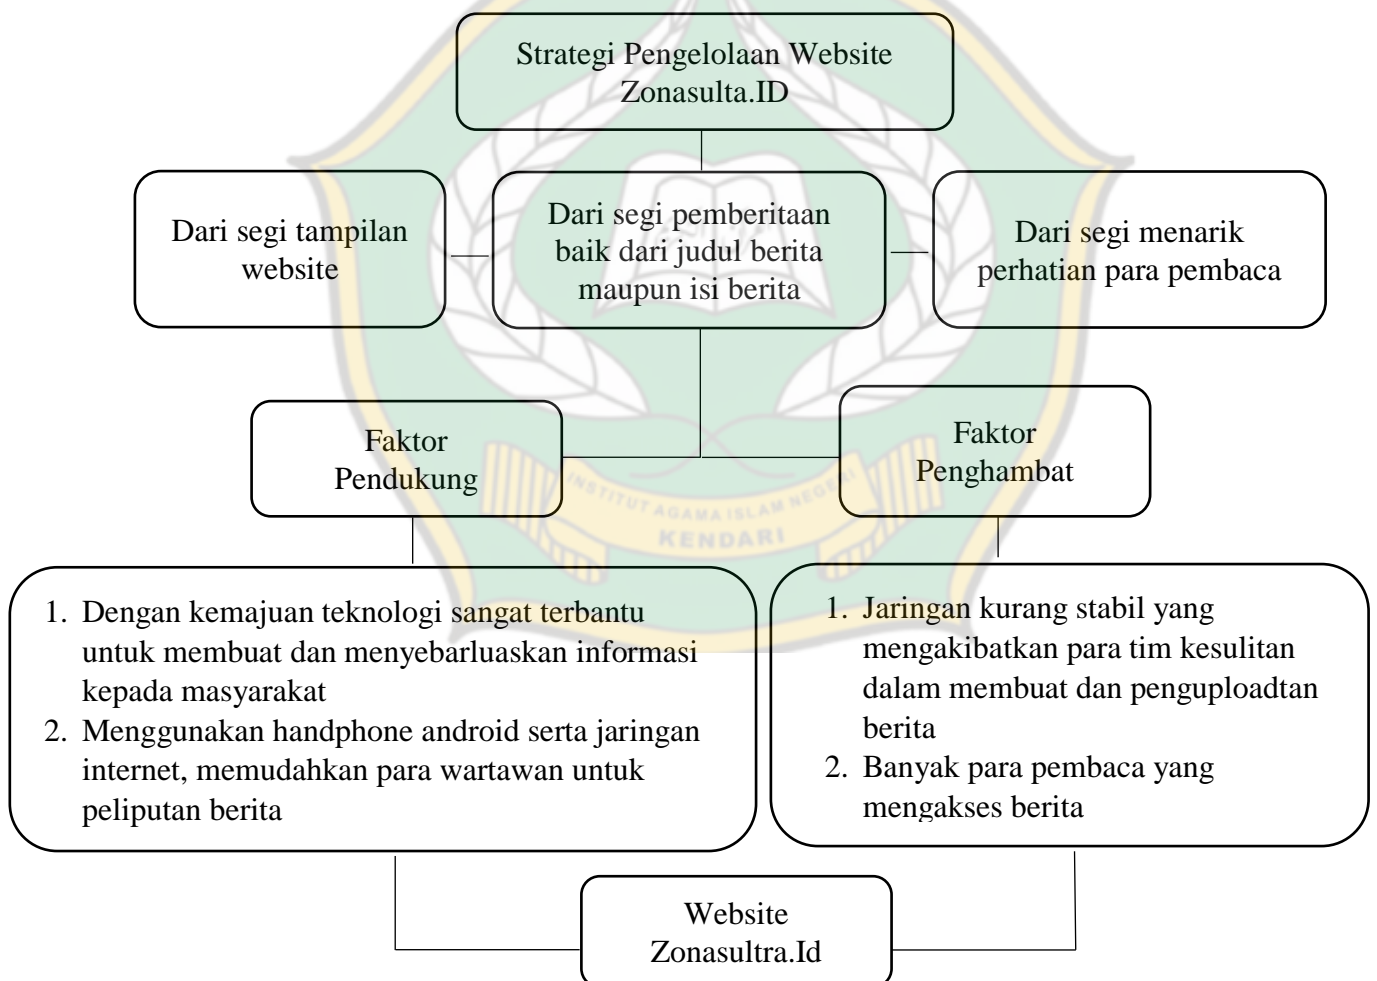 Strategi Pengelolaan Website
Zonasulta.ID
Dari segi tampilan
website
Dari segi pemberitaan
baik dari judul berita
maupun isi berita
Dari segi menarik
perhatian para pembaca
Faktor
Pendukung
Faktor
Penghambat
INSTITUT AGAMA ISLAM NEGERI
KENDARI
1. Dengan kemajuan teknologi sangat terbantu
untuk membuat dan menyebarluaskan informasi
kepada masyarakat
2. Menggunakan handphone android serta jaringan
internet, memudahkan para wartawan untuk
peliputan berita
1. Jaringan kurang stabil yang
mengakibatkan para tim kesulitan
dalam membuat dan penguploadtan
berita
2. Banyak para pembaca yang
mengakses berita
Website
Zonasultra.Id